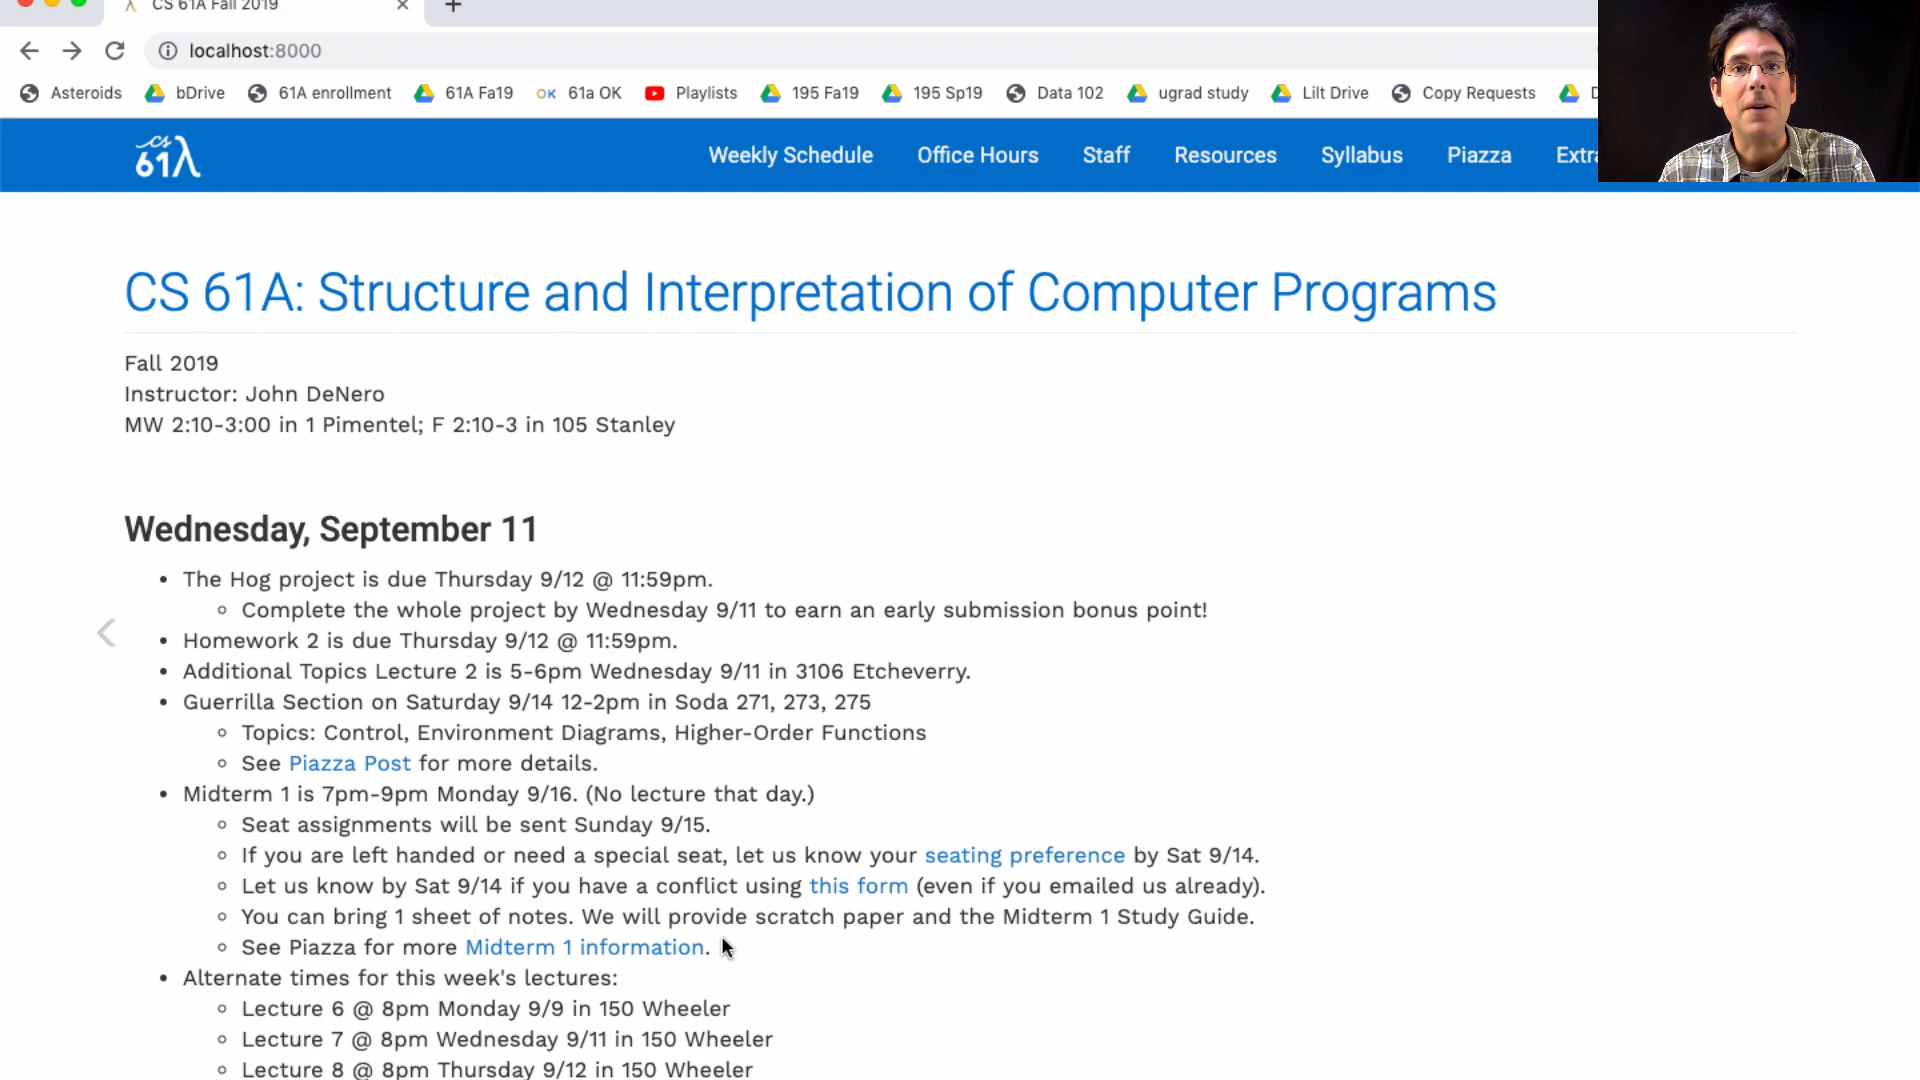 CS 61A Fall 2019
localhost:8000
Asteroids bDrive 61A enrollment 61A Fa19 OK 61a OK Playlists 195 Fa19 195 Sp19 Data 102 ugrad study Lilt Drive Copy Requests
cs 61λ Weekly Schedule Office Hours Staff Resources Syllabus Piazza
CS 61A: Structure and Interpretation of Computer Programs
Fall 2019
Instructor: John DeNero
MW 2:10-3:00 in 1 Pimentel; F 2:10-3 in 105 Stanley
Wednesday, September 11
• The Hog project is due Thursday 9/12 @ 11:59pm.
◦ Complete the whole project by Wednesday 9/11 to earn an early submission bonus point!
• Homework 2 is due Thursday 9/12 @ 11:59pm.
• Additional Topics Lecture 2 is 5-6pm Wednesday 9/11 in 3106 Etcheverry.
• Guerrilla Section on Saturday 9/14 12-2pm in Soda 271, 273, 275
◦ Topics: Control, Environment Diagrams, Higher-Order Functions
◦ See Piazza Post for more details.
• Midterm 1 is 7pm-9pm Monday 9/16. (No lecture that day.)
◦ Seat assignments will be sent Sunday 9/15.
◦ If you are left handed or need a special seat, let us know your seating preference by Sat 9/14.
◦ Let us know by Sat 9/14 if you have a conflict using this form (even if you emailed us already).
◦ You can bring 1 sheet of notes. We will provide scratch paper and the Midterm 1 Study Guide.
◦ See Piazza for more Midterm 1 information.
• Alternate times for this week's lectures:
◦ Lecture 6 @ 8pm Monday 9/9 in 150 Wheeler
◦ Lecture 7 @ 8pm Wednesday 9/11 in 150 Wheeler
◦ Lecture 8 @ 8pm Thursday 9/12 in 150 Wheeler